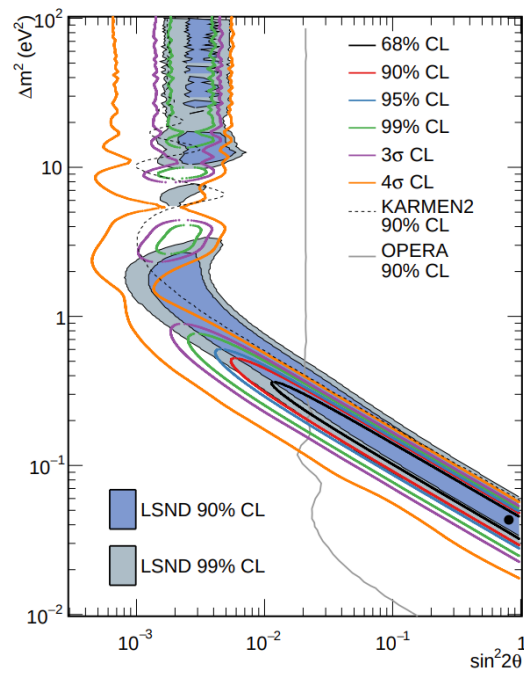 10²
Δm² (eV²)
68% CL
90% CL
95% CL
99% CL
3σ CL
4σ CL
KARMEN2
90% CL
OPERA
90% CL
10
1
10⁻¹
LSND 90% CL
LSND 99% CL
10⁻²
10⁻³ 10⁻² 10⁻¹ 1
sin²2θ